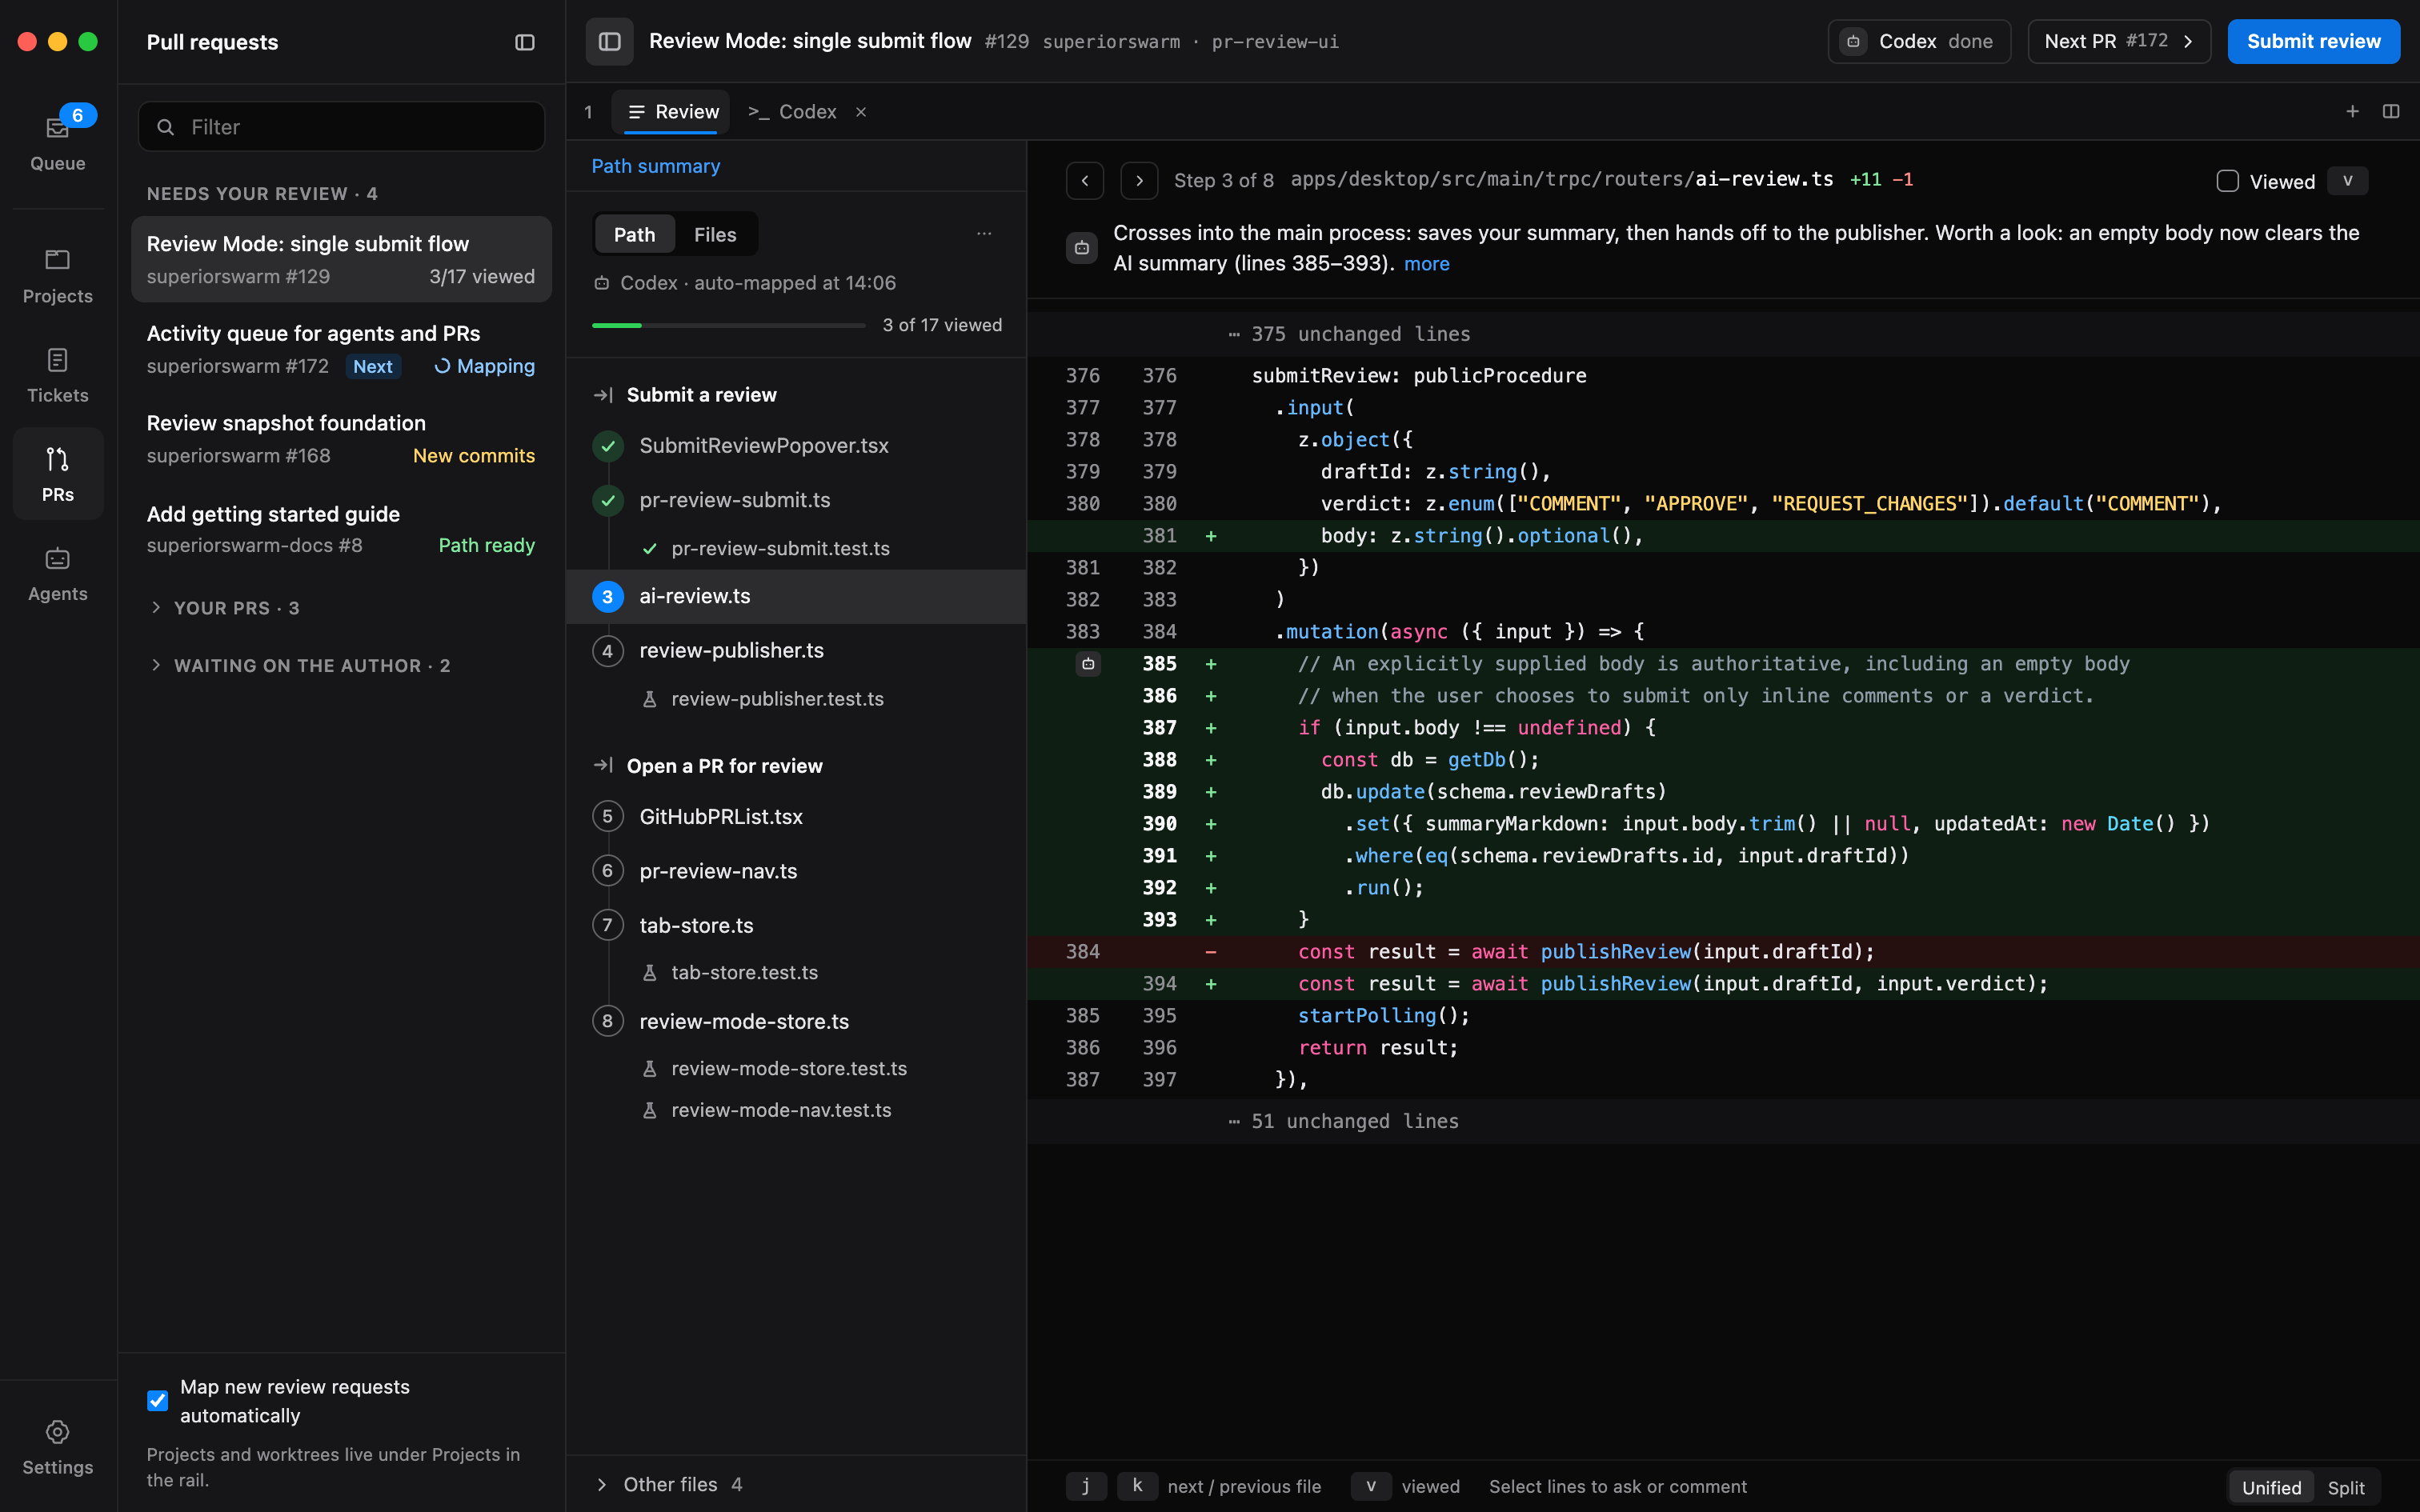 6
Queue
Projects
Tickets
PRs
Agents
Settings
Pull requests
Filter
NEEDS YOUR REVIEW · 4
Review Mode: single submit flow
superiorswarm #129 3/17 viewed
Activity queue for agents and PRs
superiorswarm #172 Next Mapping
Review snapshot foundation
superiorswarm #168 New commits
Add getting started guide
superiorswarm-docs #8 Path ready
YOUR PRS · 3
WAITING ON THE AUTHOR · 2
Map new review requests
automatically
Projects and worktrees live under Projects in
the rail.
Review Mode: single submit flow #129 superiorswarm · pr-review-ui
Codex done
Next PR #172
Submit review
1 Review >_ Codex ×
Path summary
Path Files ...
Codex · auto-mapped at 14:06
3 of 17 viewed
Submit a review
SubmitReviewPopover.tsx
pr-review-submit.ts
pr-review-submit.test.ts
3 ai-review.ts
4 review-publisher.ts
review-publisher.test.ts
Open a PR for review
5 GitHubPRList.tsx
6 pr-review-nav.ts
7 tab-store.ts
tab-store.test.ts
8 review-mode-store.ts
review-mode-store.test.ts
review-mode-nav.test.ts
Other files 4
Step 3 of 8 apps/desktop/src/main/trpc/routers/ai-review.ts +11 −1
Viewed v
Crosses into the main process: saves your summary, then hands off to the publisher. Worth a look: an empty body now clears the
AI summary (lines 385–393). more
⋯ 375 unchanged lines
376 376 submitReview: publicProcedure
377 377 .input(
378 378 z.object({
379 379 draftId: z.string(),
380 380 verdict: z.enum(["COMMENT", "APPROVE", "REQUEST_CHANGES"]).default("COMMENT"),
381 + body: z.string().optional(),
381 382 })
382 383 )
383 384 .mutation(async ({ input }) => {
385 + // An explicitly supplied body is authoritative, including an empty body
386 + // when the user chooses to submit only inline comments or a verdict.
387 + if (input.body !== undefined) {
388 + const db = getDb();
389 + db.update(schema.reviewDrafts)
390 + .set({ summaryMarkdown: input.body.trim() || null, updatedAt: new Date() })
391 + .where(eq(schema.reviewDrafts.id, input.draftId))
392 + .run();
393 + }
384 − const result = await publishReview(input.draftId);
394 + const result = await publishReview(input.draftId, input.verdict);
385 395 startPolling();
386 396 return result;
387 397 }),
⋯ 51 unchanged lines
j k next / previous file v viewed Select lines to ask or comment
Unified Split